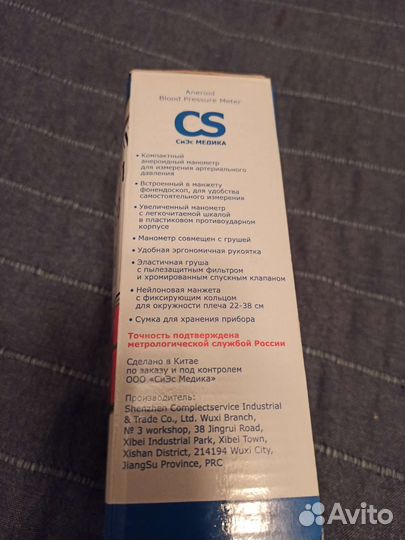 Aneroid
Blood Pressure Meter
CS
СиЭс МЕДИКА
• Компактный
анероидный манометр
для измерения артериального
давления
• Встроенный в манжету
фонендоскоп, для удобства
самостоятельного измерения
• Увеличенный манометр
с легкочитаемой шкалой
в пластиковом противоударном
корпусе
• Манометр совмещен с грушей
• Удобная эргономичная рукоятка
• Эластичная груша
с пылезащитным фильтром
и хромированным спускным клапаном
• Нейлоновая манжета
с фиксирующим кольцом
для окружности плеча 22-38 см
• Сумка для хранения прибора
Точность подтверждена
метрологической службой России
Сделано в Китае
по заказу и под контролем
ООО «СиЭс Медика»
Производитель:
Shenzhen Complectservice Industrial
& Trade Co., Ltd. Wuxi Branch,
№ 3 workshop, 38 Jingrui Road,
Xibei Industrial Park, Xibei Town,
Xishan District, 214194 Wuxi City,
JiangSu Province, PRC
Avito